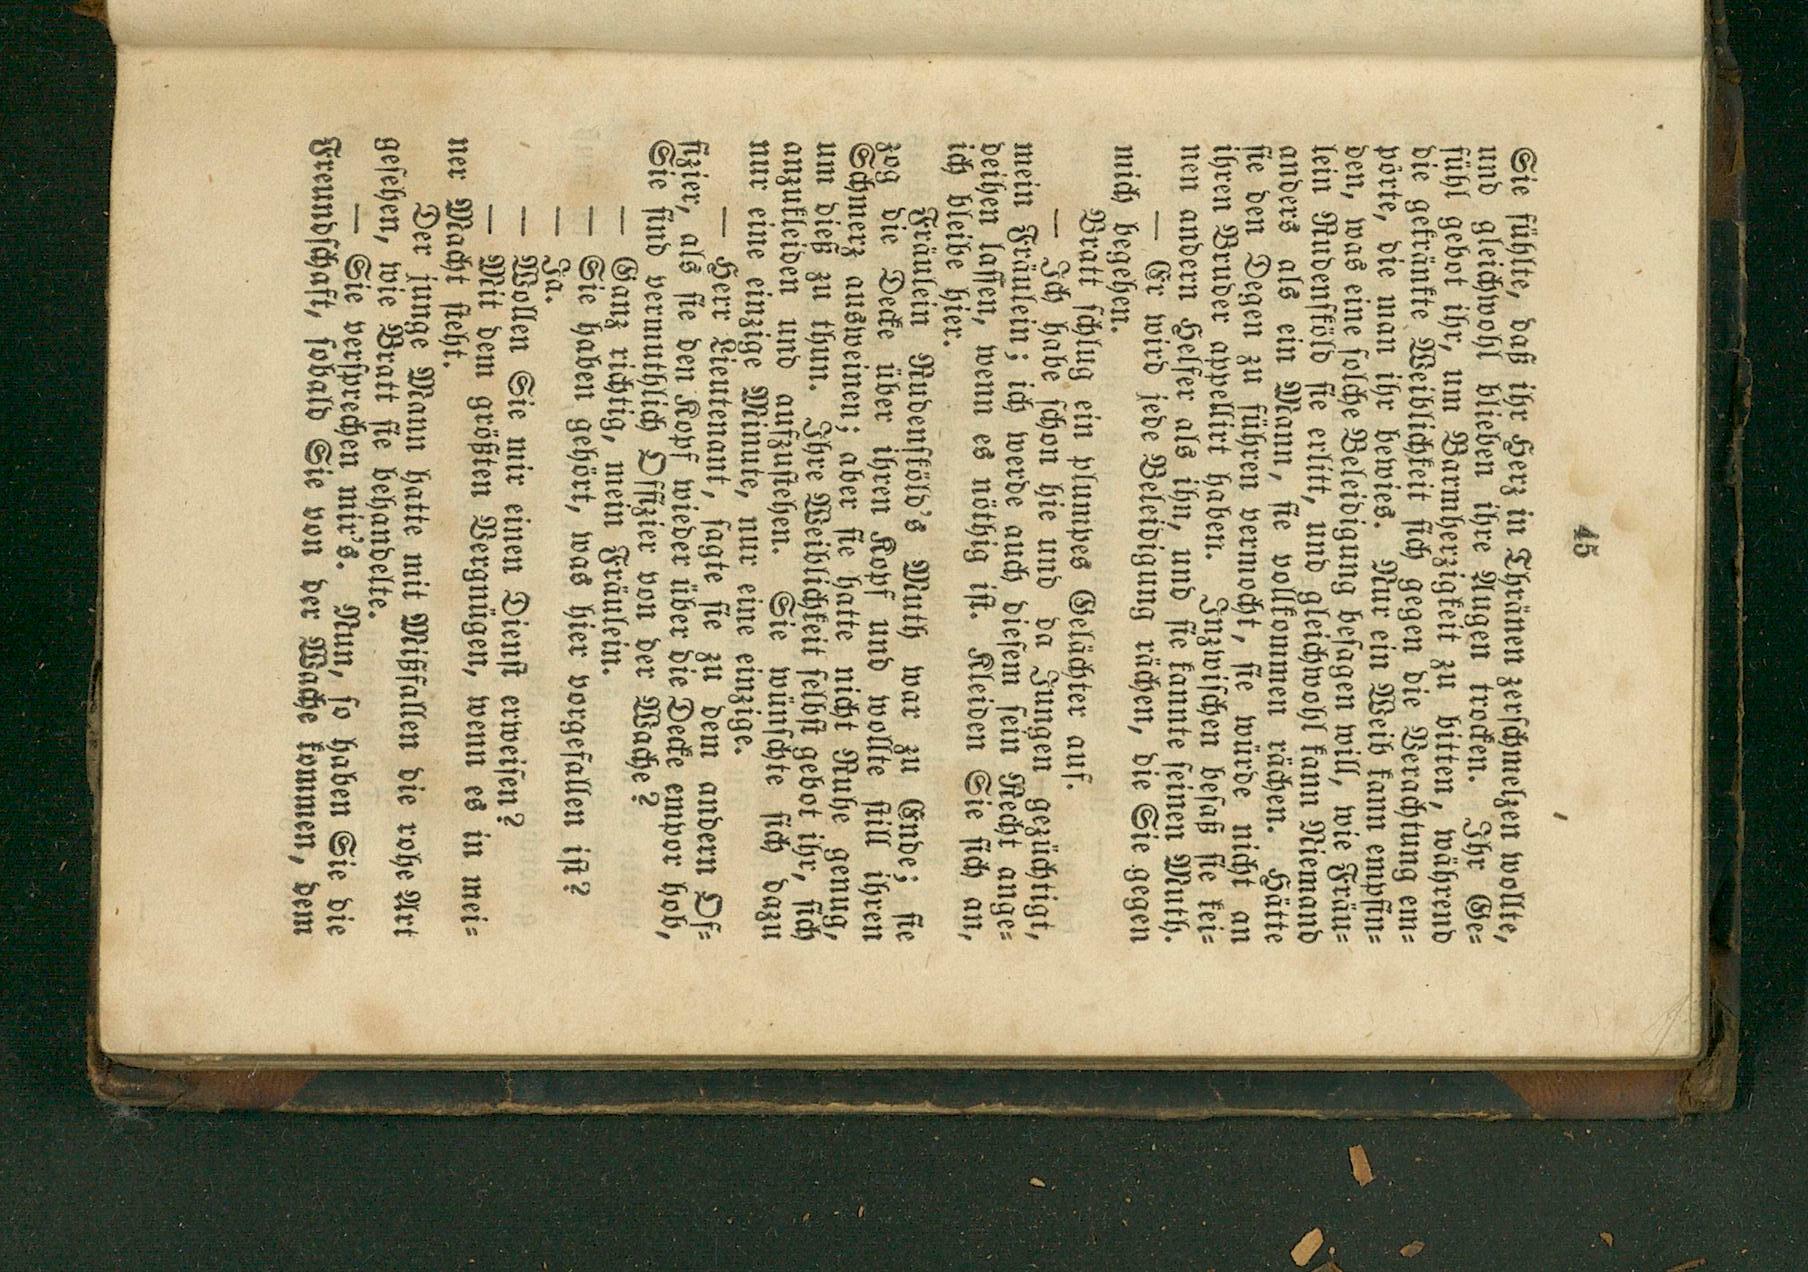 45
Sie fühlte, daß ihr Herz in Thränen zerschmelzen wollte,
und gleichwohl blieben ihre Augen trocken. Ihr Ge=
fühl gebot ihr, um Barmherzigkeit zu bitten, während
die gekränkte Weiblichkeit sich gegen die Verachtung em=
pörte, die man ihr bewies. Nur ein Weib kann empfin=
den, was eine solche Beleidigung besagen will, wie Fräu=
lein Rudensköld sie erlitt, und gleichwohl kann Niemand
anders als ein Mann, sie vollkommen rächen. Hätte
sie den Degen zu führen vermocht, sie würde nicht an
ihren Bruder appellirt haben. Inzwischen besaß sie kei=
nen andern Helfer als ihn, und sie kannte seinen Muth.
— Er wird jede Beleidigung rächen, die Sie gegen
mich begehen.
Bratt schlug ein plumpes Gelächter auf.
— Ich habe schon hie und da Jungen gezüchtigt,
mein Fräulein; ich werde auch diesem sein Recht ange=
deihen lassen, wenn es nöthig ist. Kleiden Sie sich an,
ich bleibe hier.
Fräulein Rudensköld's Muth war zu Ende; sie
zog die Decke über ihren Kopf und wollte still ihren
Schmerz ausweinen; aber sie hatte nicht Ruhe genug,
um dieß zu thun. Ihre Weiblichkeit selbst gebot ihr, sich
anzukleiden und aufzustehen. Sie wünschte sich dazu
nur eine einzige Minute, nur eine einzige.
— Herr Lieutenant, sagte sie zu dem andern Of=
fizier, als sie den Kopf wieder über die Decke empor hob,
Sie sind vermuthlich Offizier von der Wache?
— Ganz richtig, mein Fräulein.
— Sie haben gehört, was hier vorgefallen ist?
— Ja.
— Wollen Sie mir einen Dienst erweisen?
— Mit dem größten Vergnügen, wenn es in mei=
ner Macht steht.
Der junge Mann hatte mit Mißfallen die rohe Art
gesehen, wie Bratt sie behandelte.
— Sie versprechen mir's. Nun, so haben Sie die
Freundschaft, sobald Sie von der Wache kommen, dem